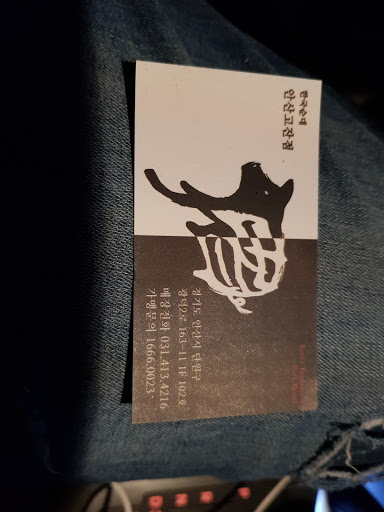 한국순대
안산고잔점
경기도 안산시 단원구
광덕2로 163-11 1F 102호
매장전화 031.413.4216
가맹문의 1666.0023